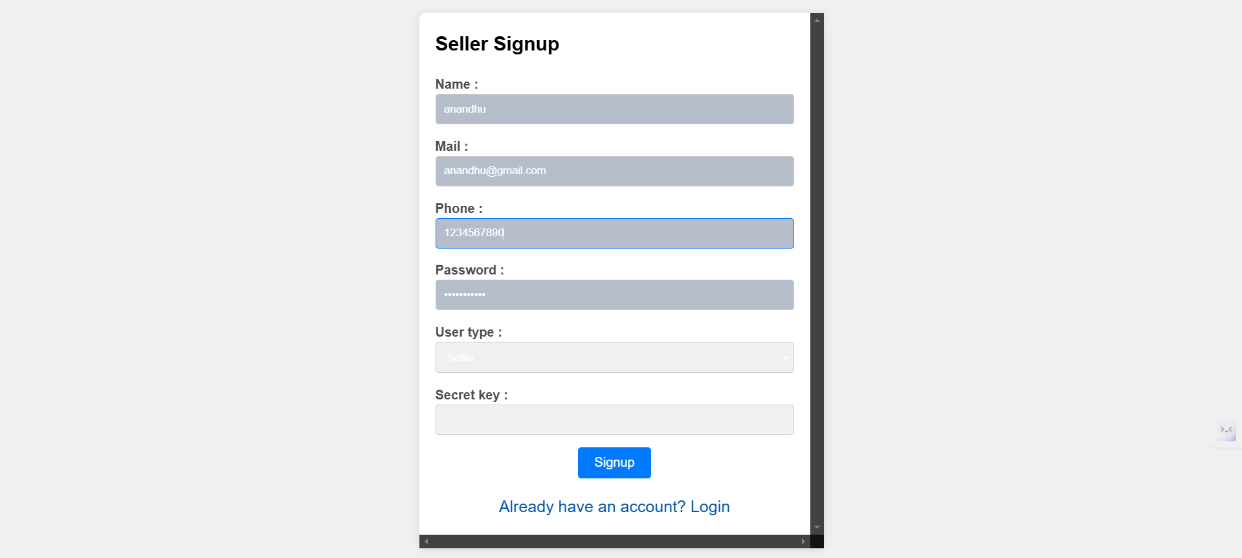 Seller Signup
Name :
anandhu
Mail :
anandhu@gmail.com
Phone :
1234567890
Password :
•••••••••••
User type :
Seller
Secret key :
Signup
Already have an account? Login